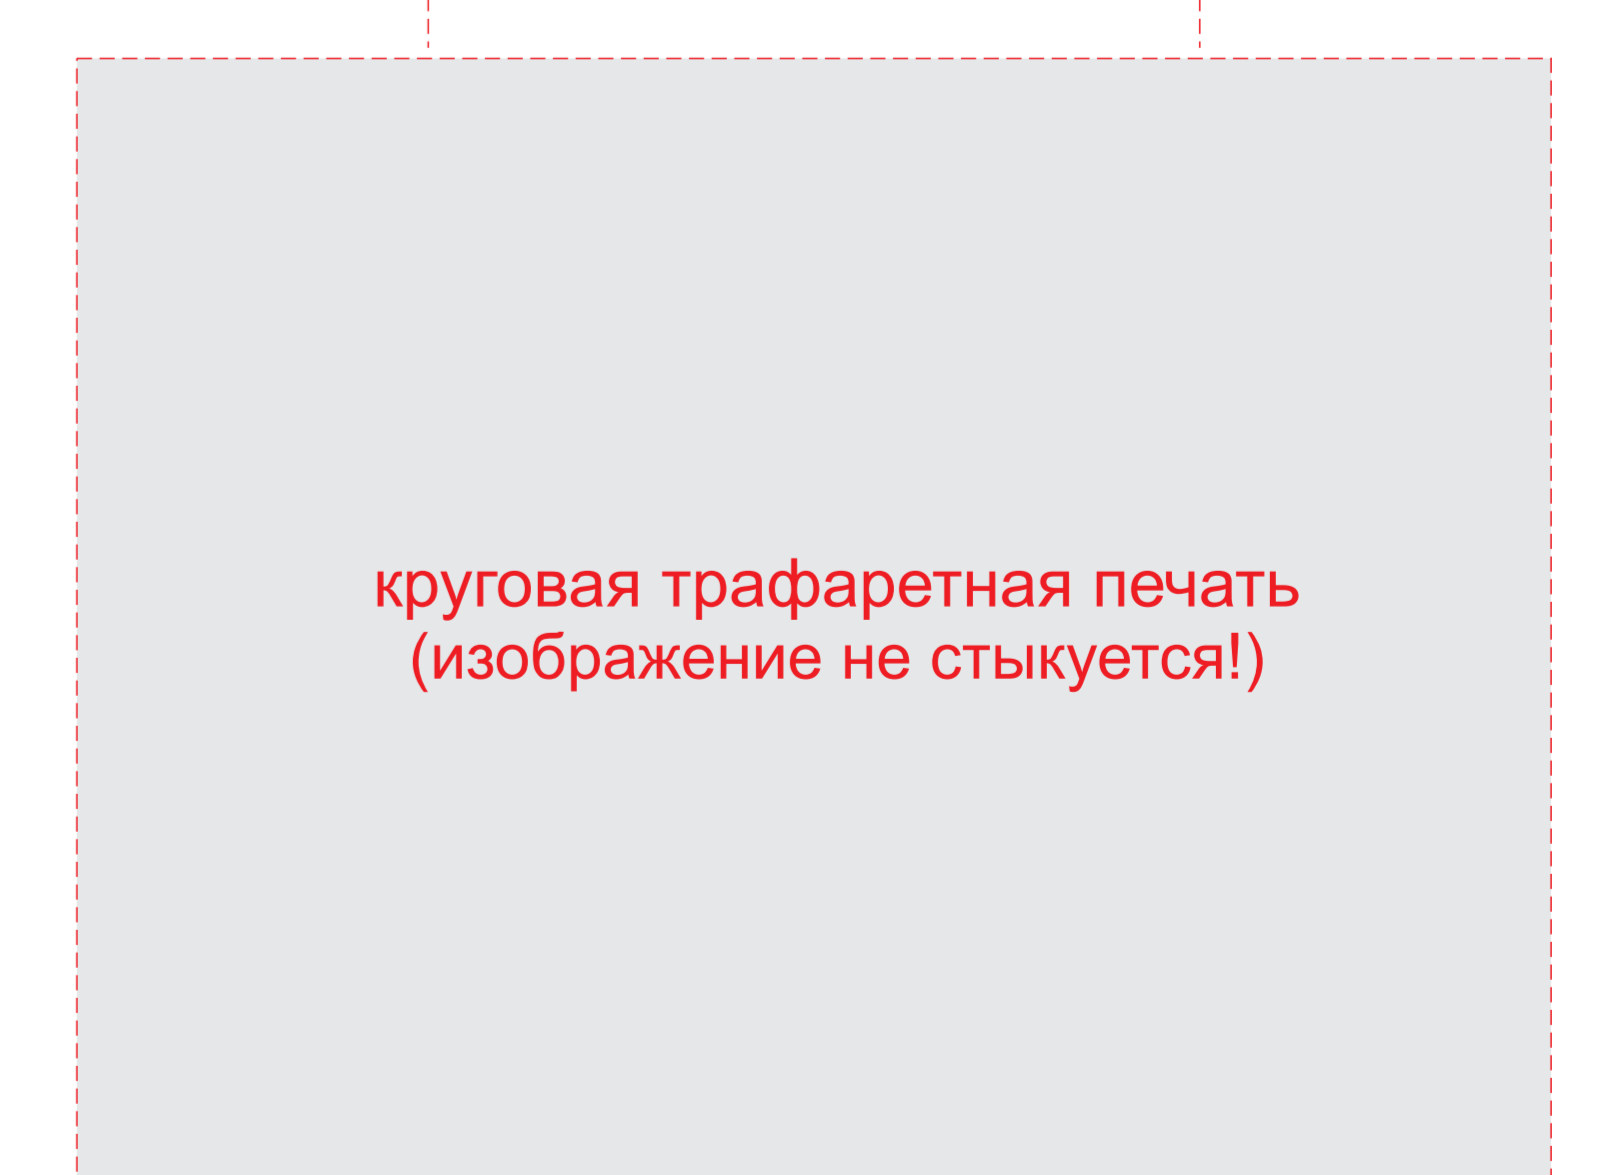 круговая трафаретная печать
(изображение не стыкуется!)